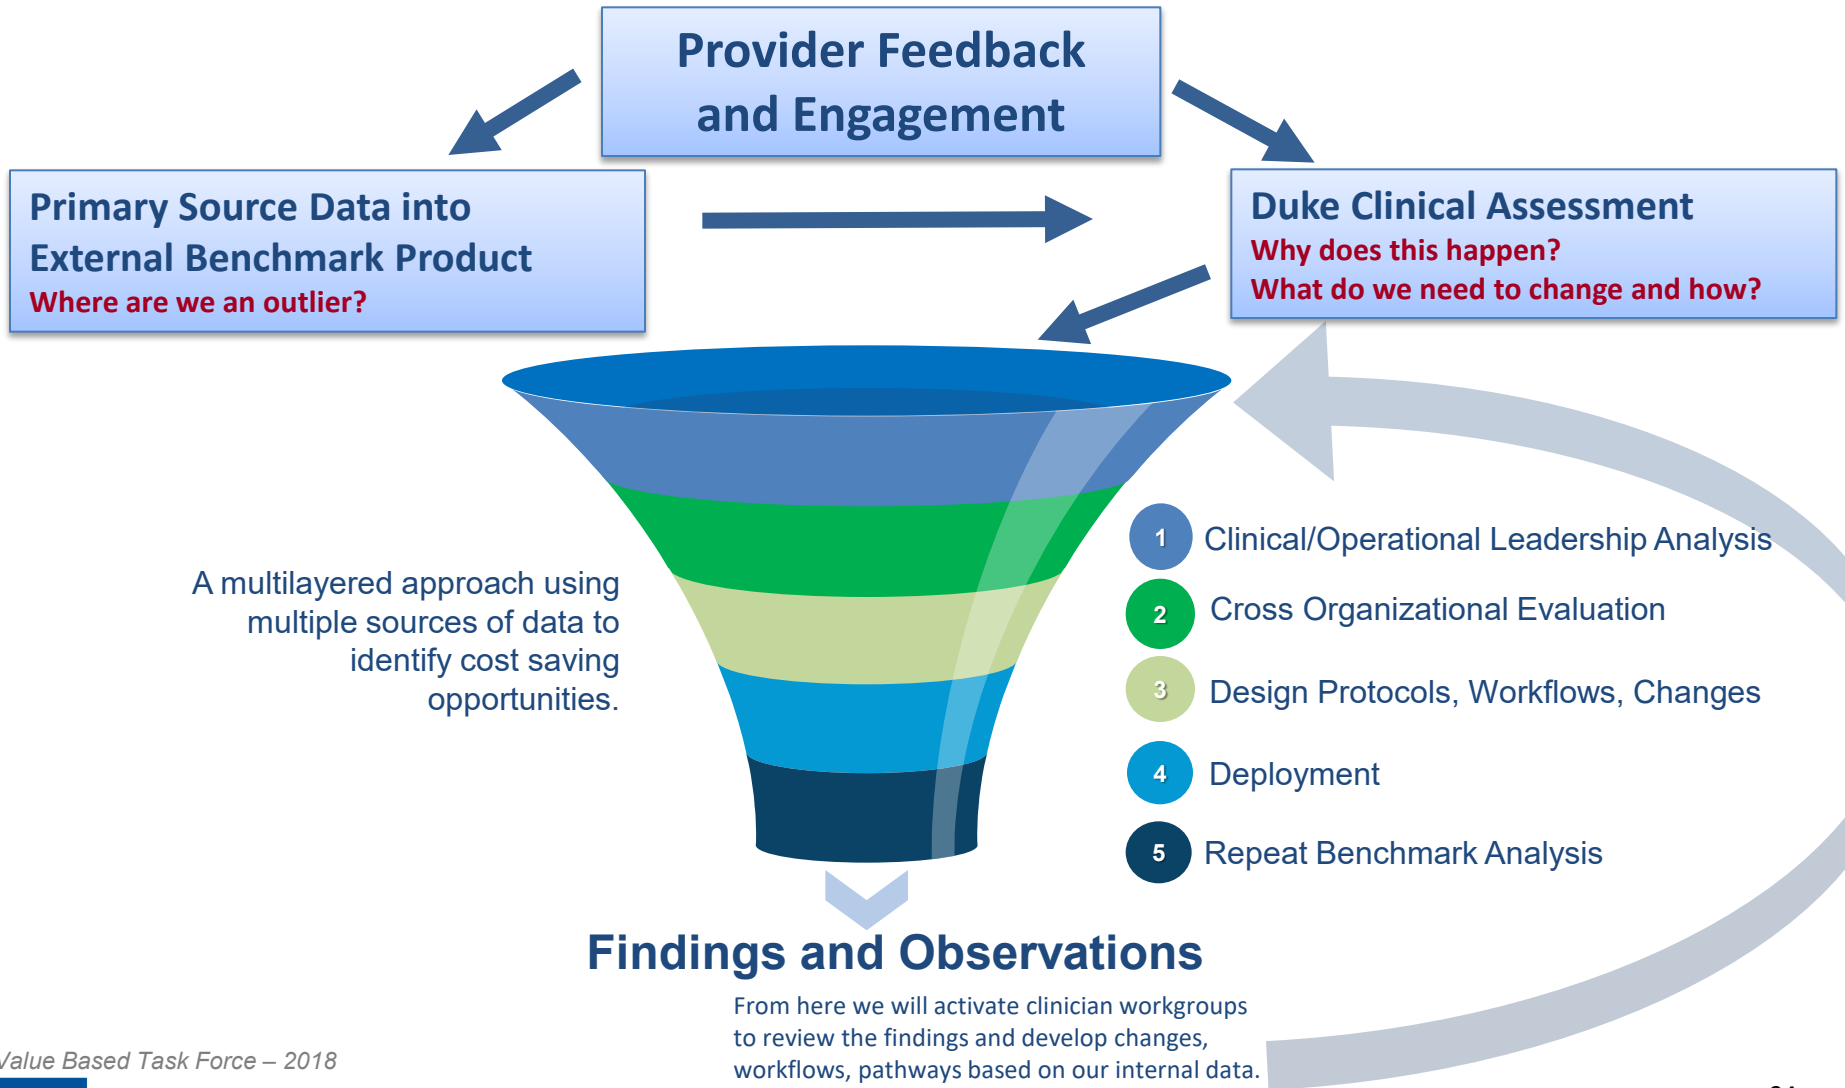 Provider Feedback
and Engagement
Primary Source Data into
External Benchmark Product
Where are we an outlier?
Duke Clinical Assessment
Why does this happen?
What do we need to change and how?
A multilayered approach using
multiple sources of data to
identify cost saving
opportunities.
1 Clinical/Operational Leadership Analysis
2 Cross Organizational Evaluation
3 Design Protocols, Workflows, Changes
4 Deployment
5 Repeat Benchmark Analysis
Findings and Observations
From here we will activate clinician workgroups
to review the findings and develop changes,
workflows, pathways based on our internal data.
Value Based Task Force – 2018